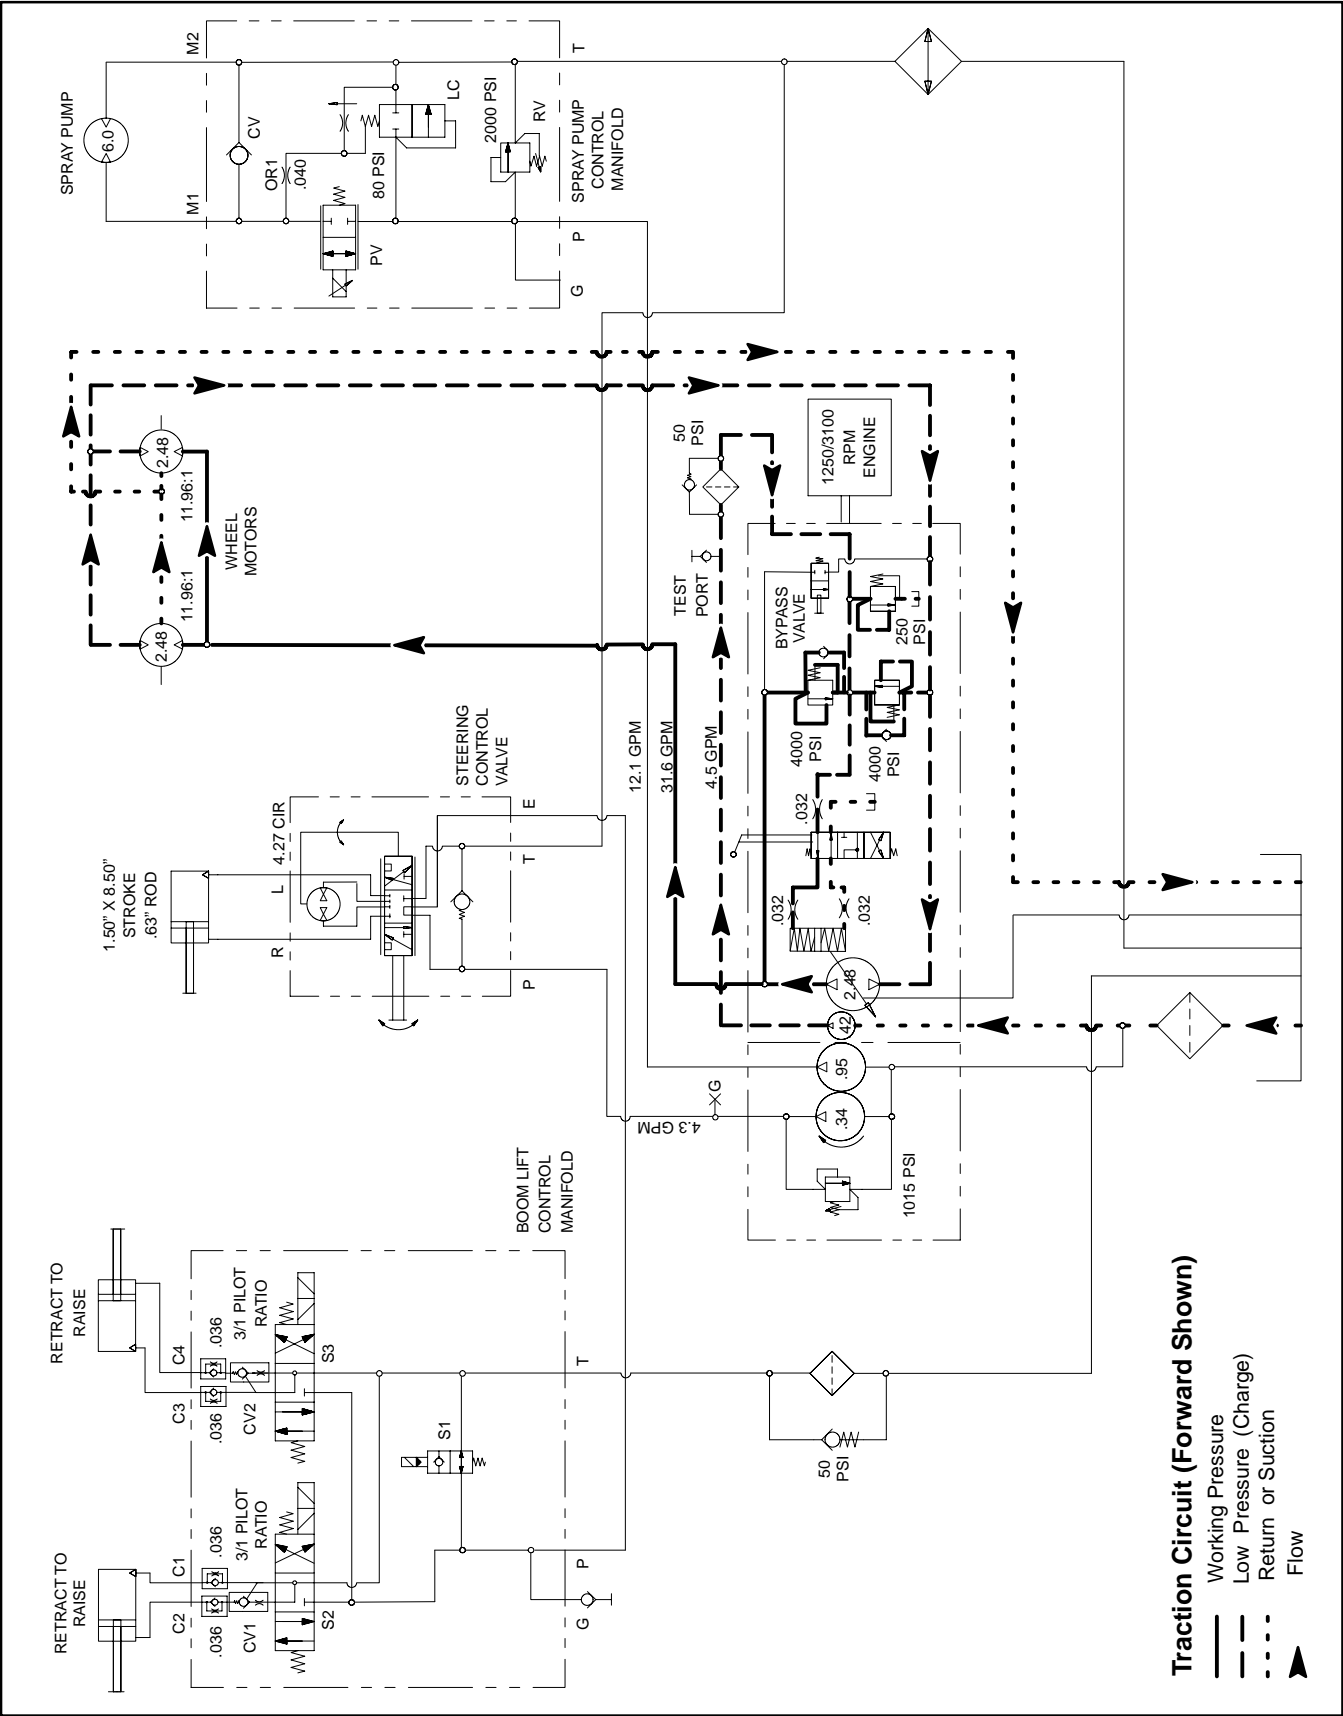 RETRACT TO
RAISE
C2
C1
.036
.036
CV1
3/1 PILOT
RATIO
S2
RETRACT TO
RAISE
C3
C4
.036
.036
CV2
3/1 PILOT
RATIO
S3
S1
G
P
T
BOOM LIFT
CONTROL
MANIFOLD
50
PSI
1.50" X 8.50"
STROKE
.63" ROD
R
L
4.27 CIR
P
T
E
STEERING
CONTROL
VALVE
4.3 GPM
G
12.1 GPM
31.6 GPM
4.5 GPM
1015 PSI
.34
.95
.42
2.48
.032
.032
.032
4000
PSI
4000
PSI
BYPASS
VALVE
250
PSI
TEST
PORT
50
PSI
1250/3100
RPM
ENGINE
2.48
11.96:1
WHEEL
MOTORS
2.48
11.96:1
SPRAY PUMP
6.0
M1
M2
CV
OR1
.040
PV
80 PSI
LC
2000 PSI
RV
G
P
T
SPRAY PUMP
CONTROL
MANIFOLD
Traction Circuit (Forward Shown)
Working Pressure
Low Pressure (Charge)
Return or Suction
Flow